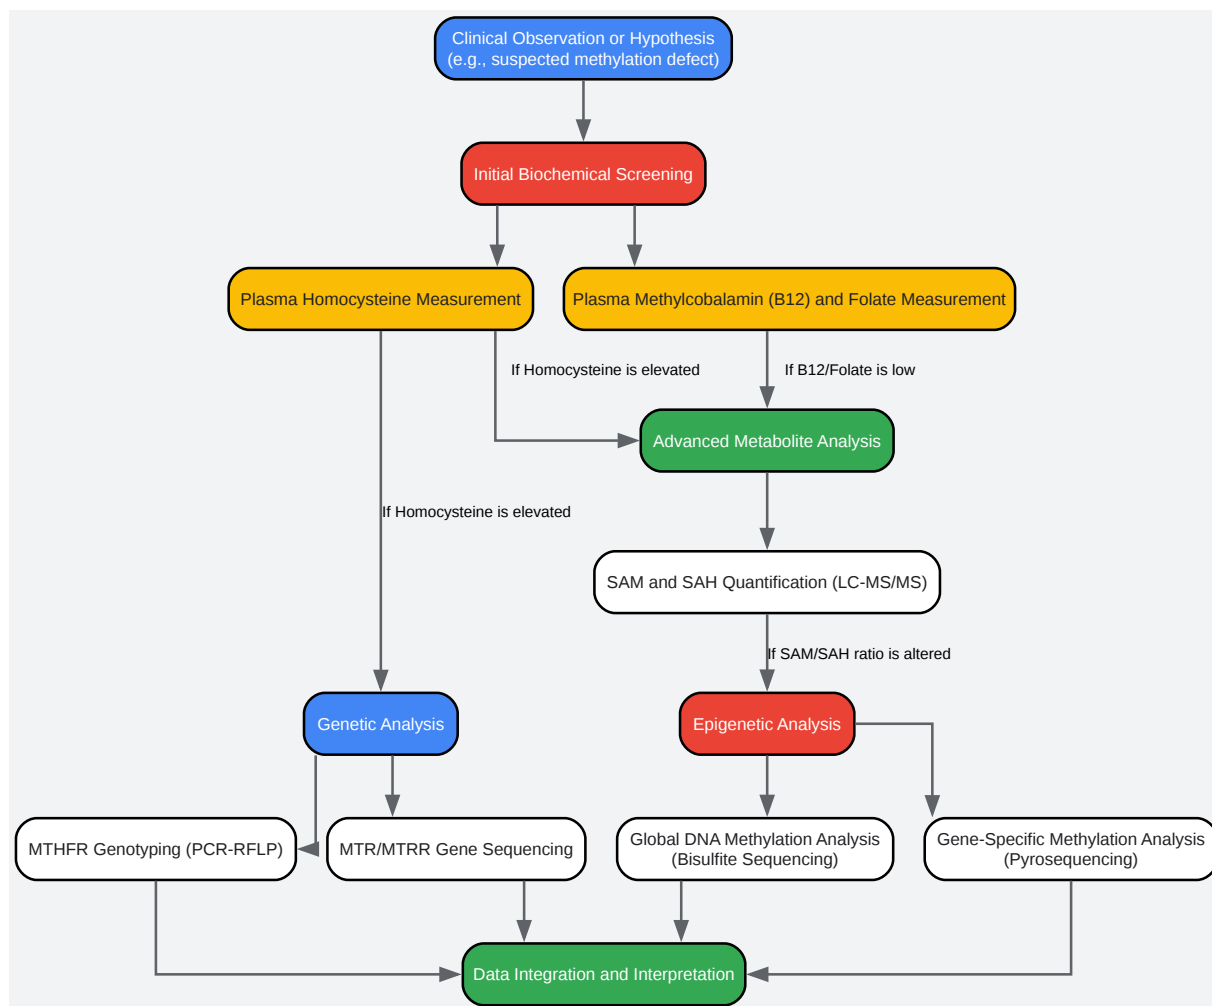 Clinical Observation or Hypothesis
(e.g., suspected methylation defect)
Initial Biochemical Screening
Plasma Homocysteine Measurement
Plasma Methylcobalamin (B12) and Folate Measurement
If Homocysteine is elevated
If B12/Folate is low
Advanced Metabolite Analysis
If Homocysteine is elevated
SAM and SAH Quantification (LC-MS/MS)
If SAM/SAH ratio is altered
Genetic Analysis
Epigenetic Analysis
MTHFR Genotyping (PCR-RFLP)
MTR/MTRR Gene Sequencing
Global DNA Methylation Analysis
(Bisulfite Sequencing)
Gene-Specific Methylation Analysis
(Pyrosequencing)
Data Integration and Interpretation